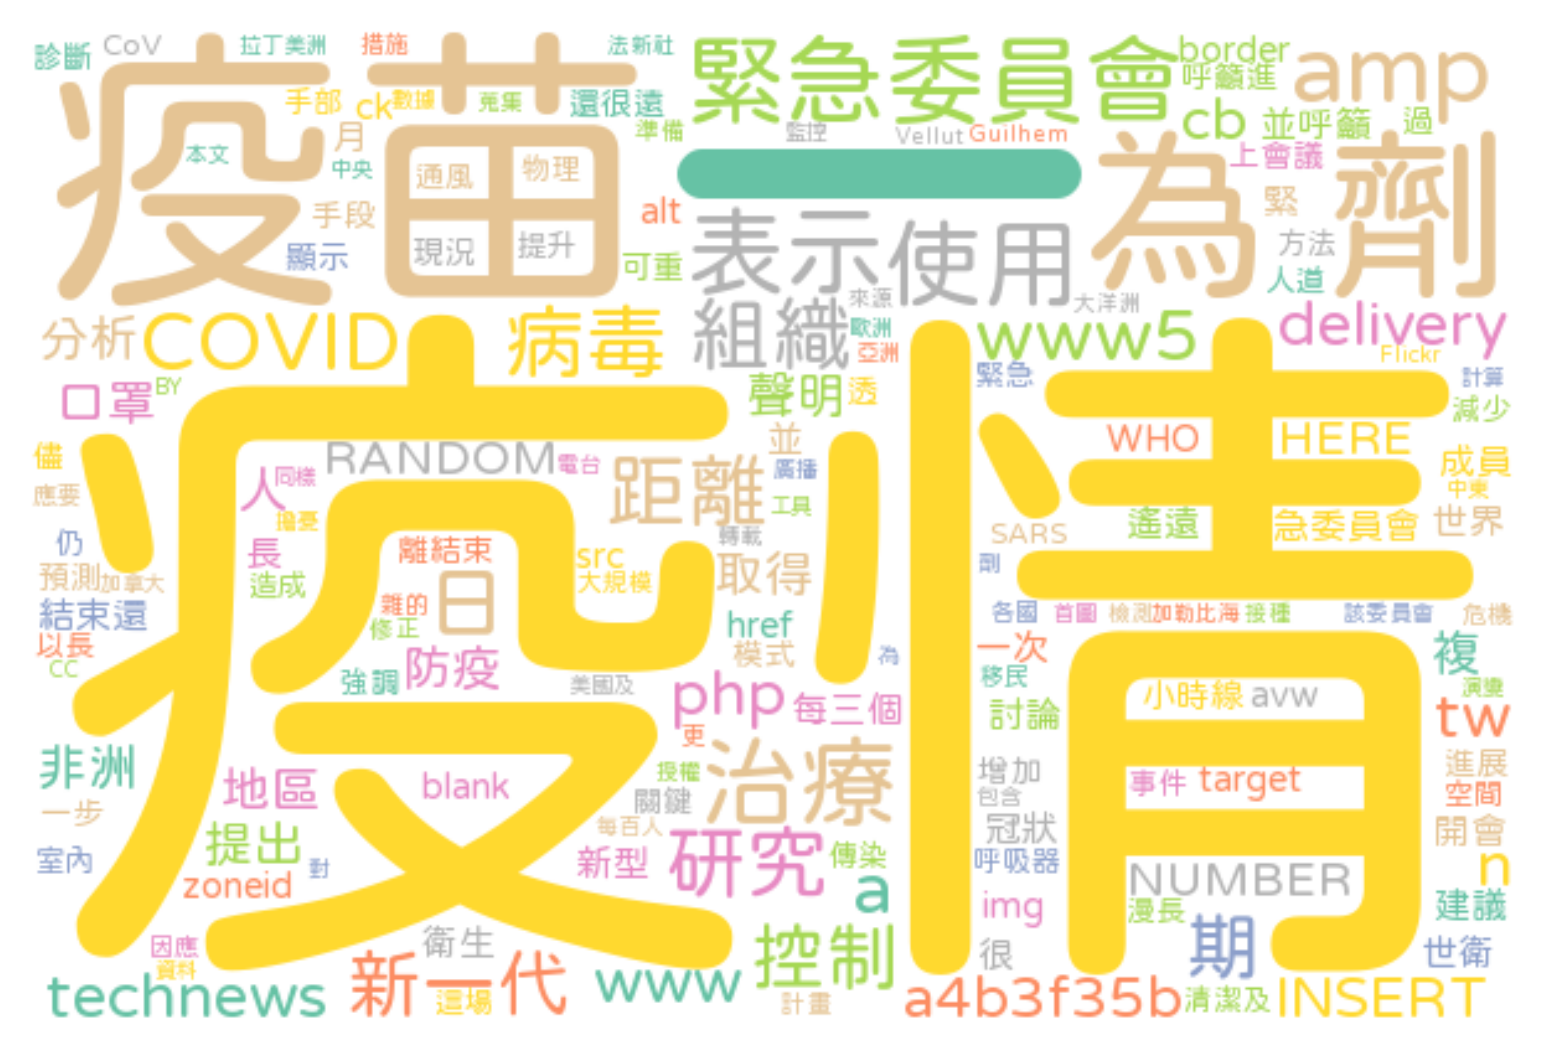 診斷
CoV
拉丁美洲
措施
法新社
疫苗
手部
ck
數據
蒐集
還很遠
月
本文
中央
準備
手段
通風
物理
現況
提升
顯示
alt
可重
緊急委員會
border
呼籲進
amp
cb
並呼籲
過
監控
Vellut
Guilhem
上會議
一
為
劑
緊
方法
人道
表示
使用
組織
來源
歐洲
亞洲
大洋洲
分析
COVID
病毒
www5
delivery
Flickr
口罩
BY
聲明
透
緊急
計算
減少
疫情
儘
應要
RANDOM
電台
人
同樣
擔憂
距離
並
廣播
工具
轉載
WHO
HERE
成員
中東
SARS
遙遠
急委員會
世界
仍
預測
加拿大
長
造成
離結束
src
大規模
取得
劑
結束還
以長
CC
雜的
修正
日
href
模式
各國
首圖
檢測
加勒比海
接種
該委員會
危機
強調
防疫
美國及
為
一次
移民
複
演變
php
每三個
更
小時線
avw
討論
tw
非洲
一步
地區
blank
授權
關鍵
治療
增加
包含
事件
target
進展
空間
提出
每百人
冠狀
開會
室內
zoneid
對
新型
研究
傳染
a
呼吸器
NUMBER
n
img
漫長
建議
因應
資料
衛生
控制
很
期
世衛
technews
新一代
這場
www
計畫
a4b3f35b
清潔及
INSERT